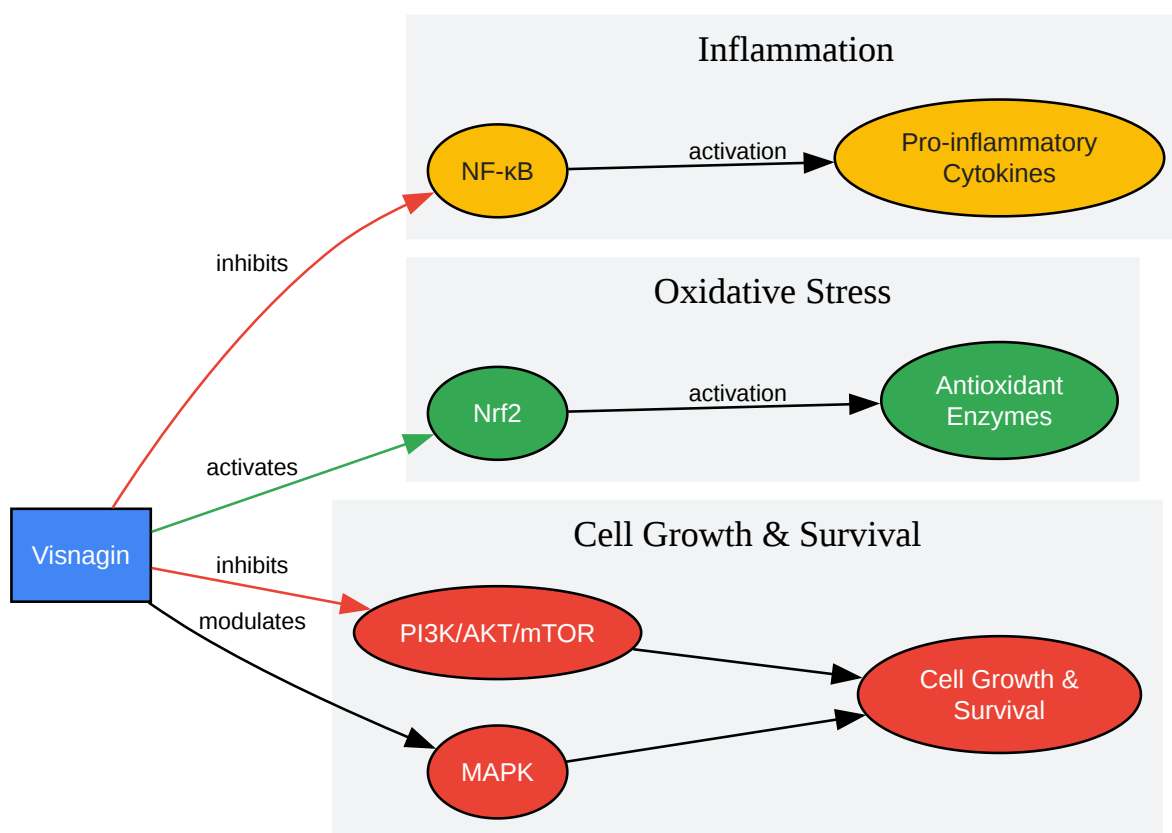 Inflammation
NF-κB
activation
Pro-inflammatory
Cytokines
inhibits
Oxidative Stress
Nrf2
activation
Antioxidant
Enzymes
activates
Visnagin
inhibits
modulates
Cell Growth & Survival
PI3K/AKT/mTOR
MAPK
Cell Growth &
Survival